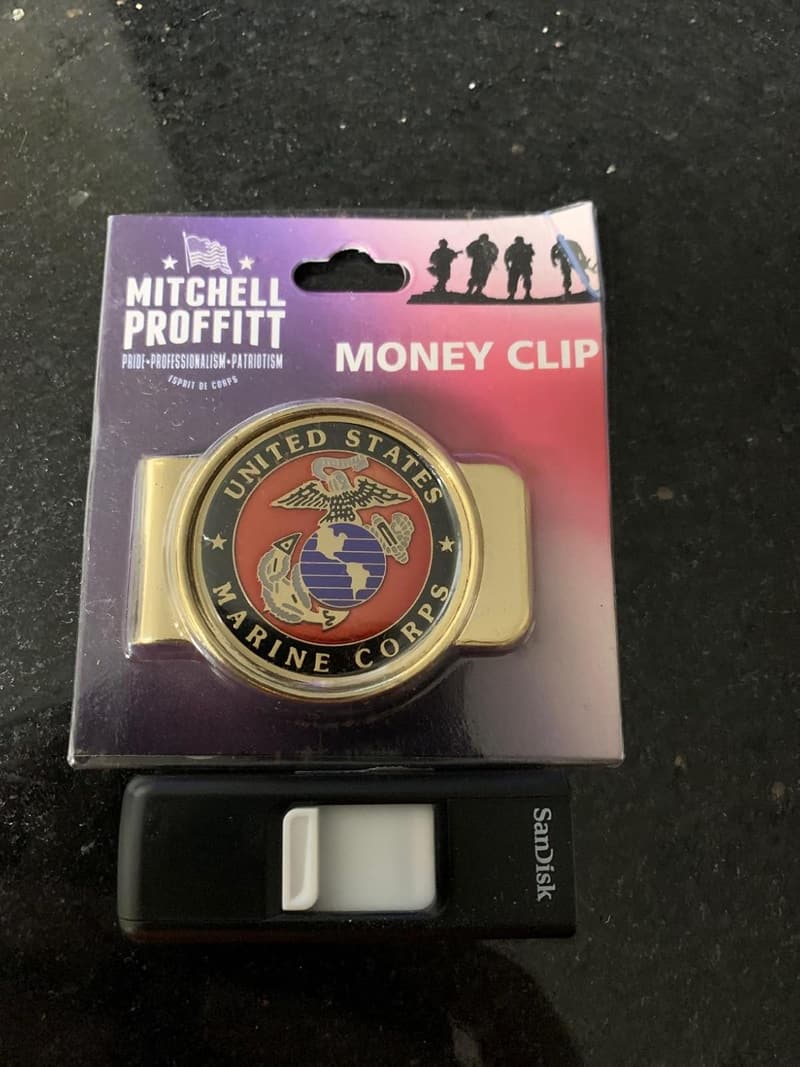 MITCHELL
PROFFITT
PRIDE•PROFESSIONALISM•PATRIOTISM
ESPRIT DE CORPS
MONEY CLIP
UNITED STATES
MARINE CORPS
SanDisk